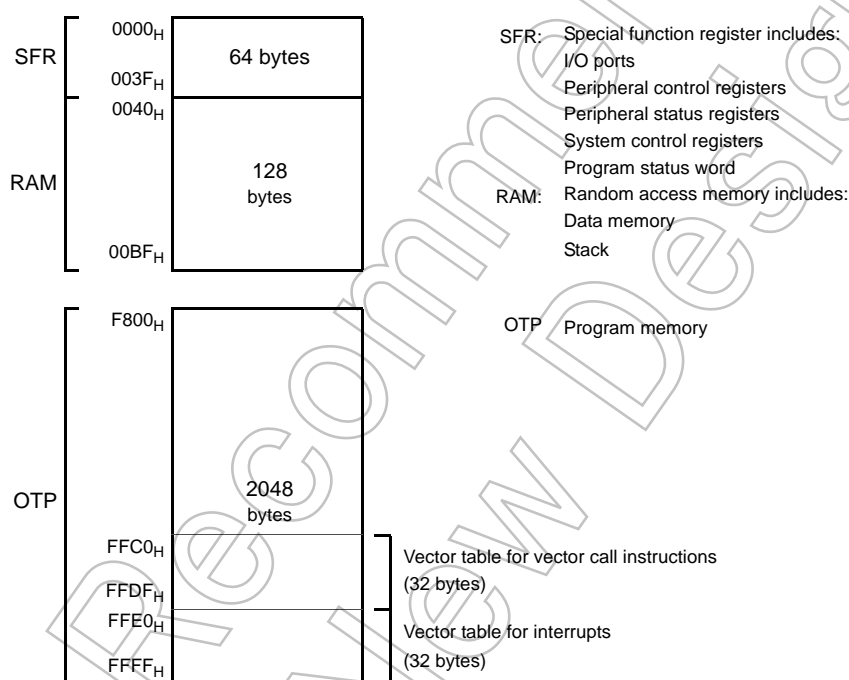 SFR
0000H
003FH
64 bytes
RAM
0040H
00BFH
128
bytes
SFR: Special function register includes:
I/O ports
Peripheral control registers
Peripheral status registers
System control registers
Program status word
RAM: Random access memory includes:
Data memory
Stack
OTP
F800H
2048
bytes
OTP Program memory
FFC0H
FFDFH
Vector table for vector call instructions
(32 bytes)
FFE0H
FFFFH
Vector table for interrupts
(32 bytes)
New Desig